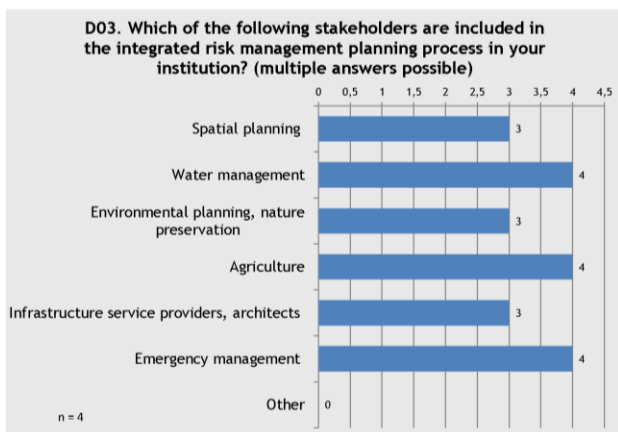 D03. Which of the following stakeholders are included in
the integrated risk management planning process in your
institution? (multiple answers possible)
0 0,5 1 1,5 2 2,5 3 3,5 4 4,5
Spatial planning 3
Water management 4
Environmental planning, nature
preservation 3
Agriculture 4
Infrastructure service providers, architects 3
Emergency management 4
Other 0
n = 4